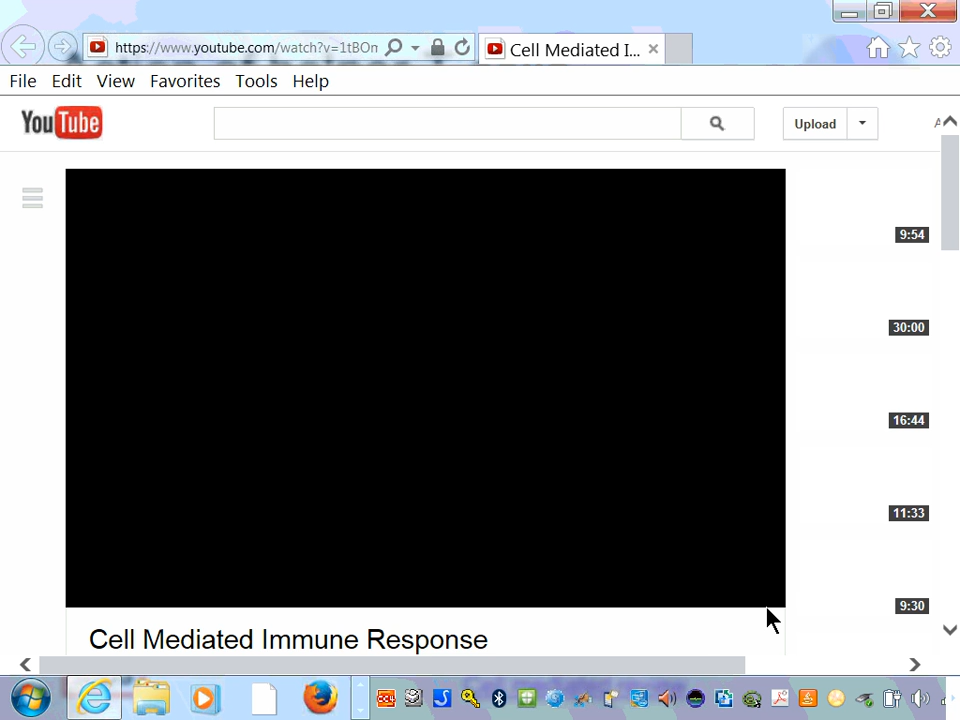 https://www.youtube.com/watch?v=1tBOn
Cell Mediated I...
File Edit View Favorites Tools Help
YouTube
Upload
9:54
30:00
16:44
11:33
9:30
Cell Mediated Immune Response